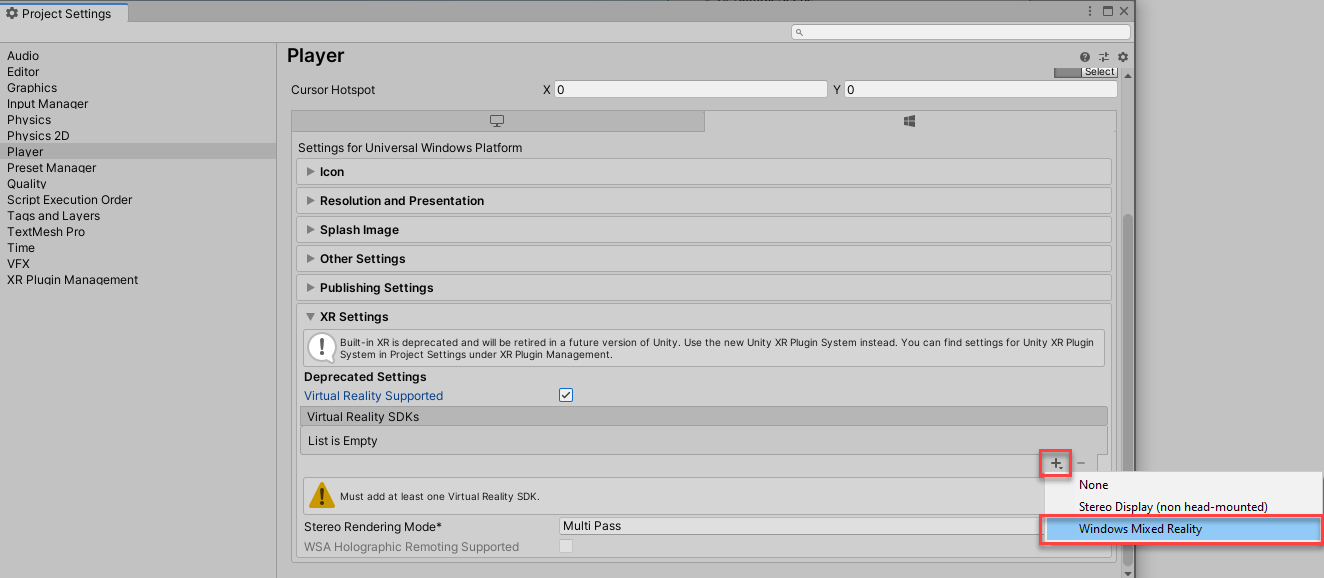 Project Settings
Audio
Editor
Graphics
Input Manager
Physics
Physics 2D
Player
Preset Manager
Quality
Script Execution Order
Tags and Layers
TextMesh Pro
Time
VFX
XR Plugin Management
Player
Select
Cursor Hotspot X 0 Y 0
Settings for Universal Windows Platform
Icon
Resolution and Presentation
Splash Image
Other Settings
Publishing Settings
XR Settings
Built-in XR is deprecated and will be retired in a future version of Unity. Use the new Unity XR Plugin System instead. You can find settings for Unity XR Plugin
System in Project Settings under XR Plugin Management.
Deprecated Settings
Virtual Reality Supported
Virtual Reality SDKs
List is Empty
Must add at least one Virtual Reality SDK.
Stereo Rendering Mode* Multi Pass
WSA Holographic Remoting Supported
None
Stereo Display (non head-mounted)
Windows Mixed Reality